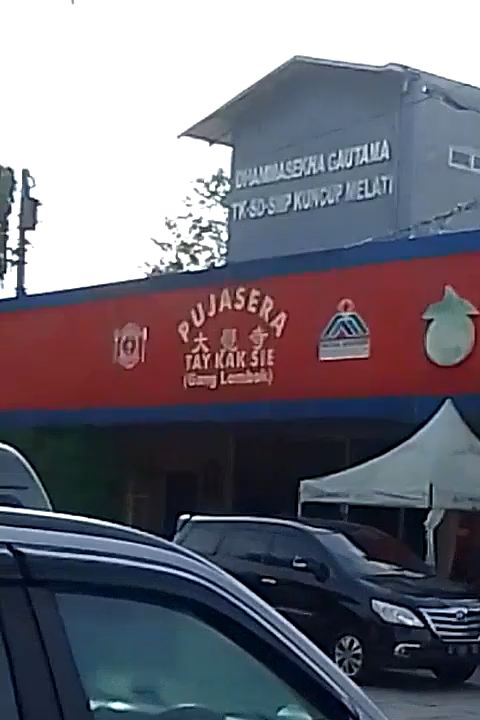 DHAMMASEKHA GAUTAMA
TK-SD-SMP KUNCUP MELATI
PUJASERA
大覺寺
TAY KAK SIE
(Gang Lombok)